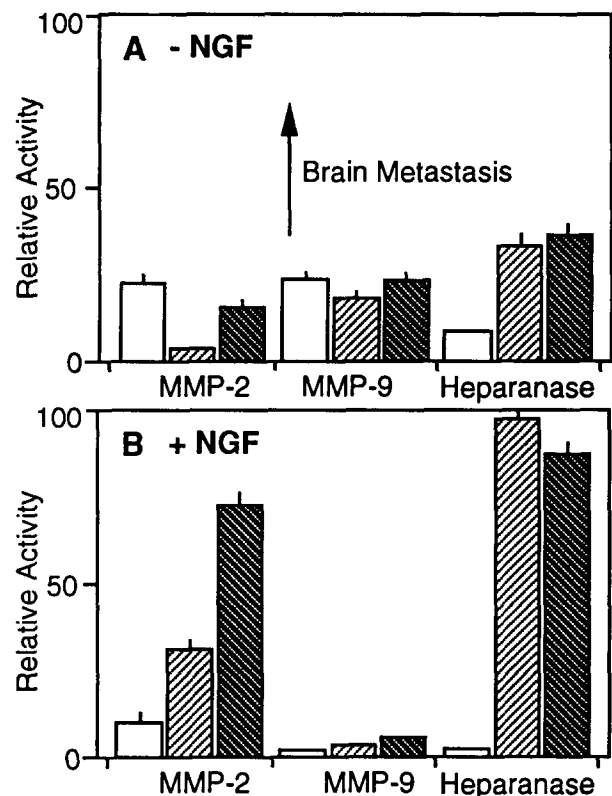 100
A - NGF
Relative Activity
50
Brain Metastasis
0
MMP-2 MMP-9 Heparanase
100
B + NGF
Relative Activity
50
0
MMP-2 MMP-9 Heparanase